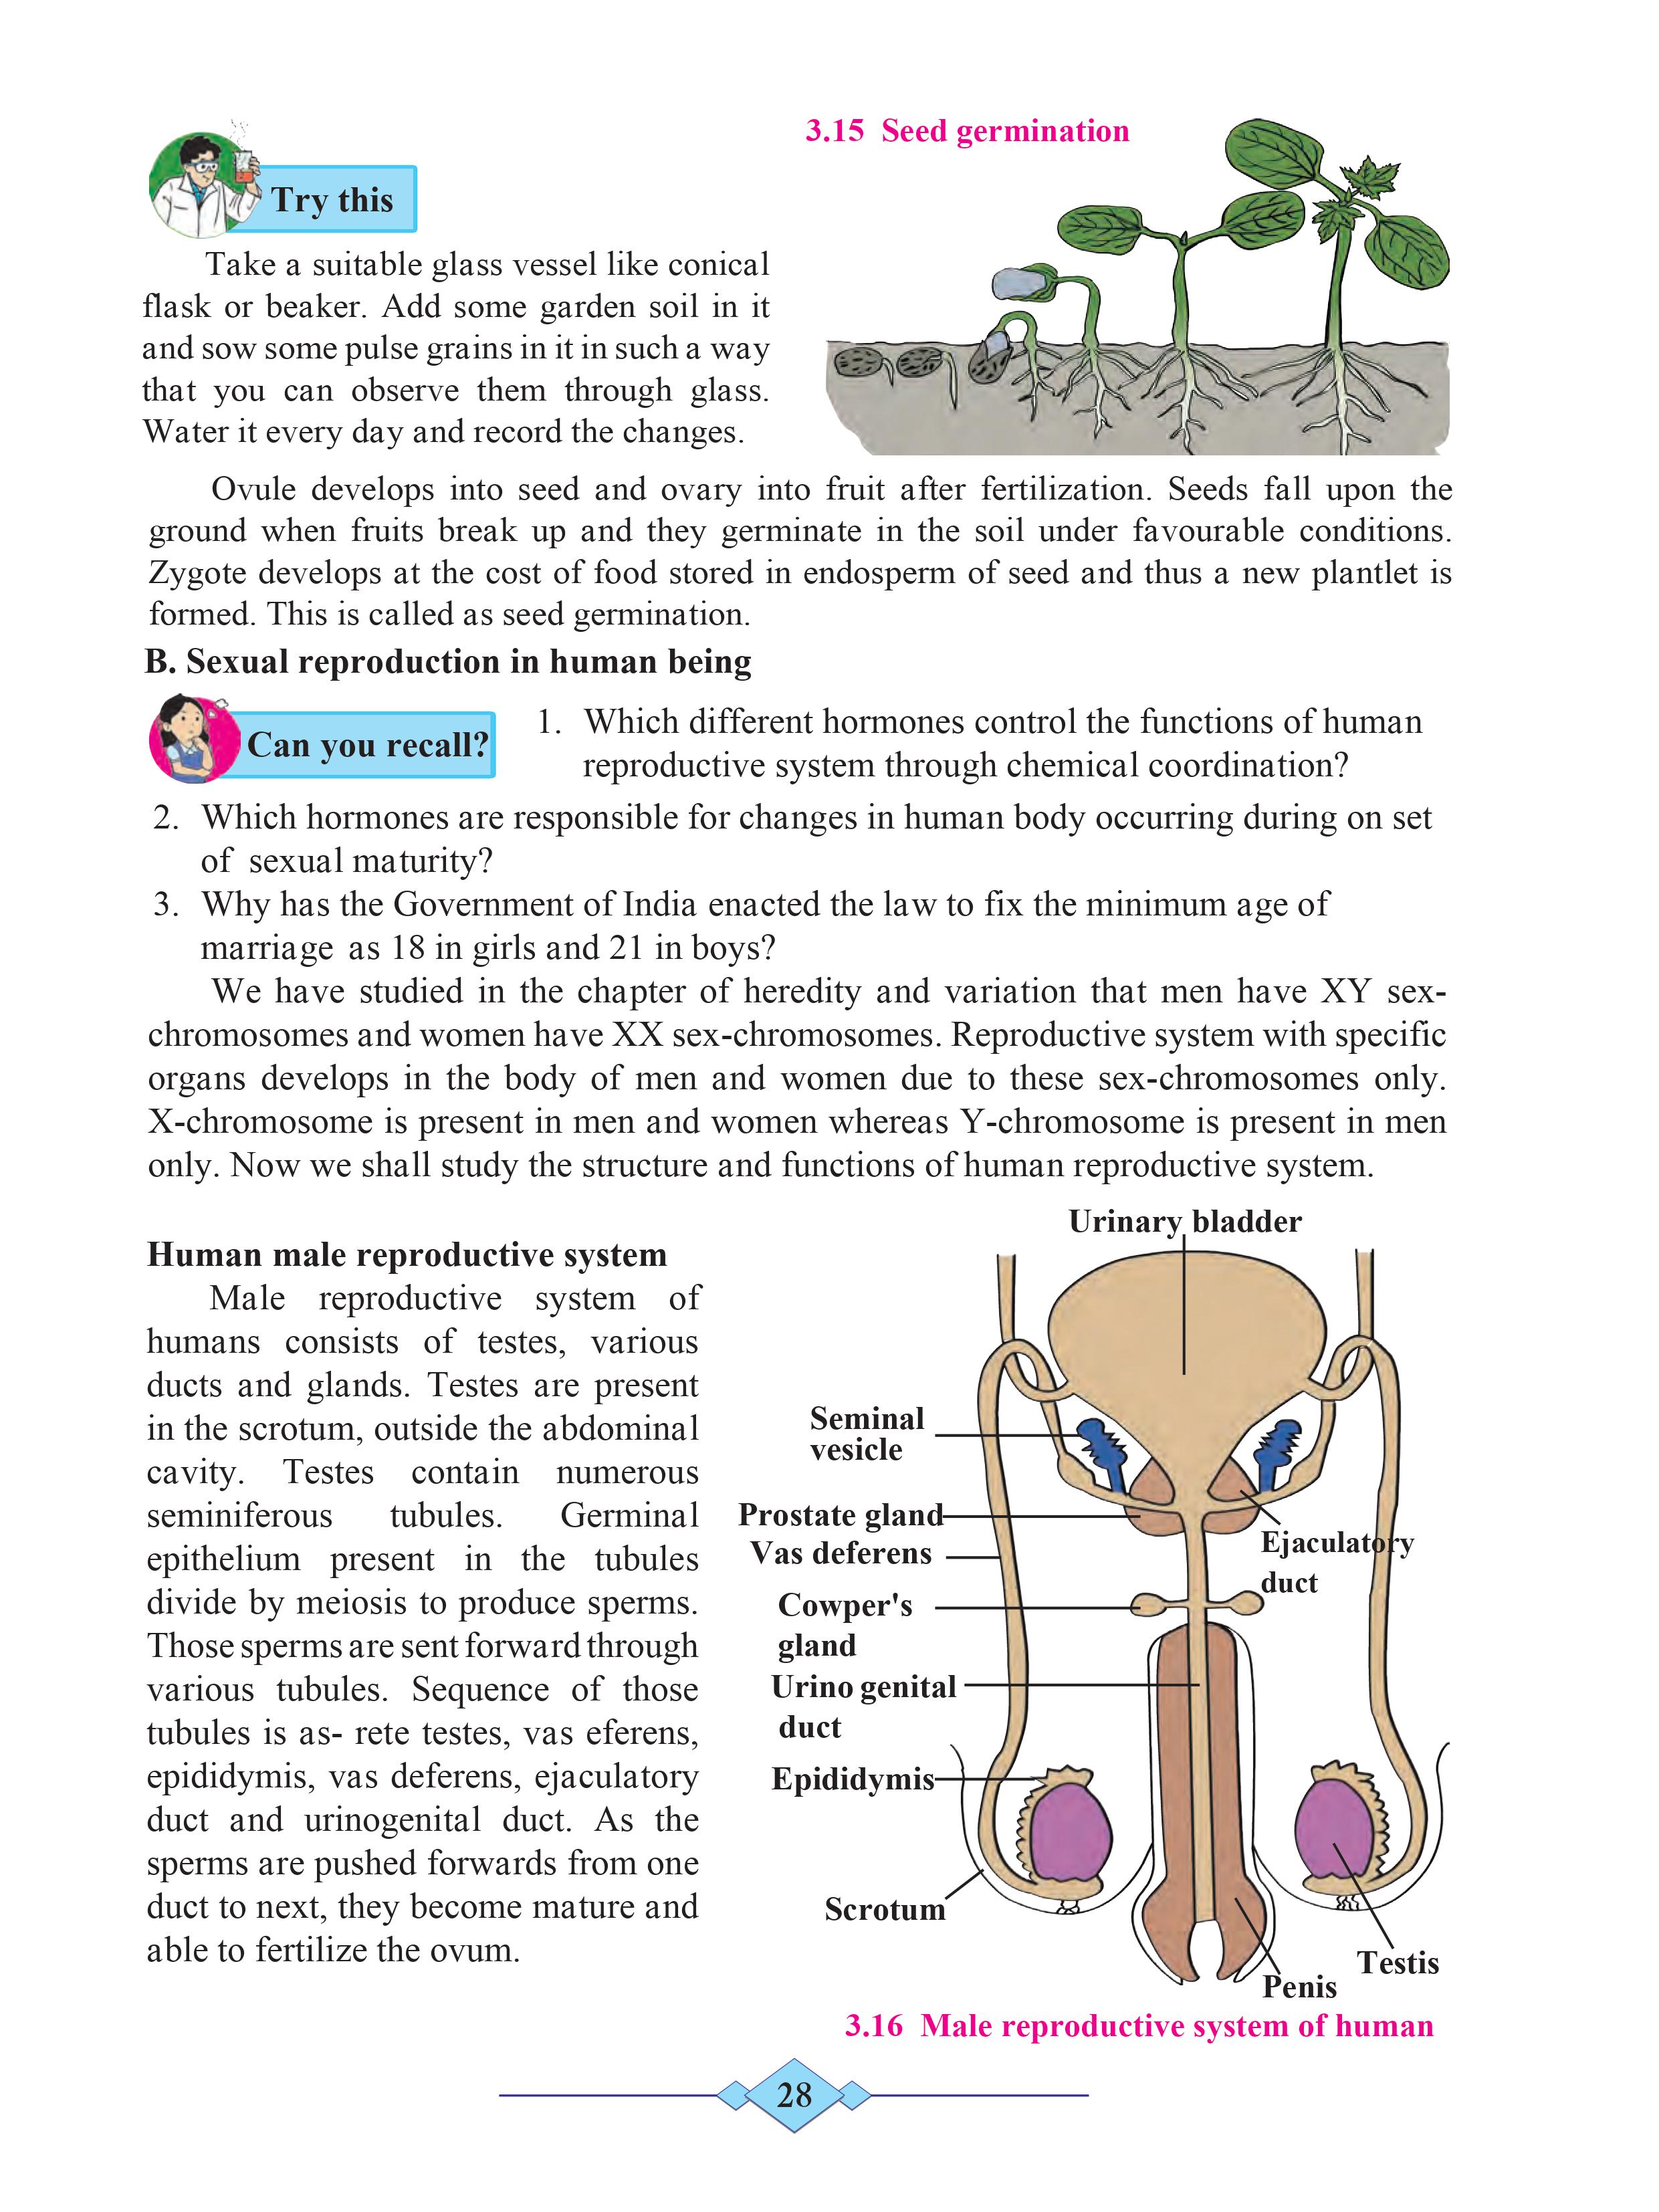 3.15 Seed germination
Try this
Take a suitable glass vessel like conical
flask or beaker. Add some garden soil in it
and sow some pulse grains in it in such a way
that you can observe them through glass.
Water it every day and record the changes.
Ovule develops into seed and ovary into fruit after fertilization. Seeds fall upon the
ground when fruits break up and they germinate in the soil under favourable conditions.
Zygote develops at the cost of food stored in endosperm of seed and thus a new plantlet is
formed. This is called as seed germination.
B. Sexual reproduction in human being
Can you recall?
1. Which different hormones control the functions of human
reproductive system through chemical coordination?
2. Which hormones are responsible for changes in human body occurring during on set
of sexual maturity?
3. Why has the Government of India enacted the law to fix the minimum age of
marriage as 18 in girls and 21 in boys?
We have studied in the chapter of heredity and variation that men have XY sex-
chromosomes and women have XX sex-chromosomes. Reproductive system with specific
organs develops in the body of men and women due to these sex-chromosomes only.
X-chromosome is present in men and women whereas Y-chromosome is present in men
only. Now we shall study the structure and functions of human reproductive system.
Human male reproductive system
Male reproductive system of
humans consists of testes, various
ducts and glands. Testes are present
in the scrotum, outside the abdominal
cavity. Testes contain numerous
seminiferous tubules. Germinal
epithelium present in the tubules
divide by meiosis to produce sperms.
Those sperms are sent forward through
various tubules. Sequence of those
tubules is as- rete testes, vas eferens,
epididymis, vas deferens, ejaculatory
duct and urinogenital duct. As the
sperms are pushed forwards from one
duct to next, they become mature and
able to fertilize the ovum.
Urinary bladder
Seminal
vesicle
Prostate gland
Vas deferens
Ejaculatory
duct
Cowper's
gland
Urino genital
duct
Epididymis
Scrotum
Testis
Penis
3.16 Male reproductive system of human
28